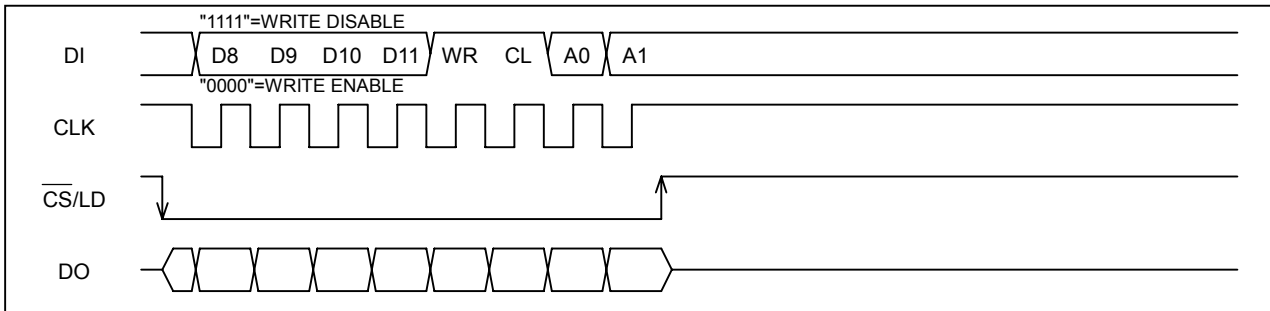 "1111"=WRITE DISABLE
DI D8 D9 D10 D11 WR CL A0 A1
"0000"=WRITE ENABLE
CLK
CS/LD
DO